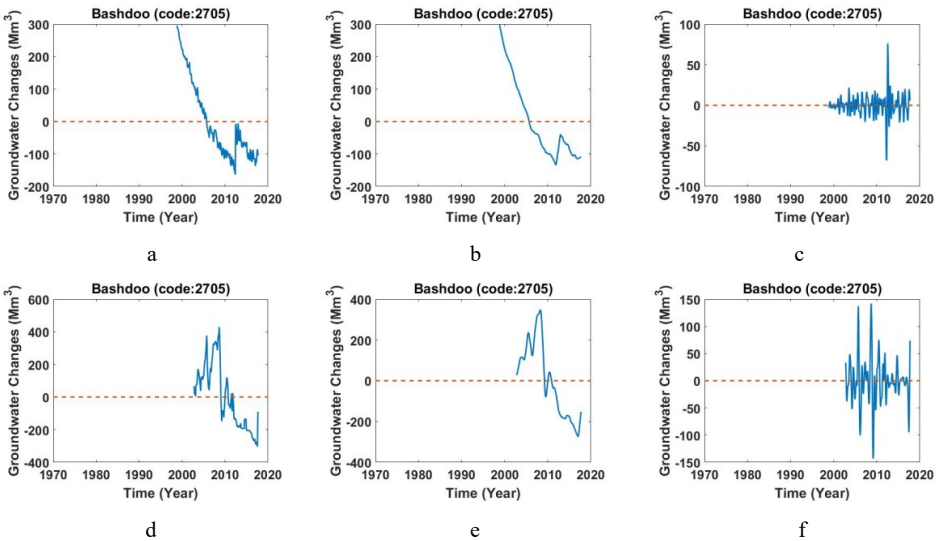 Bashdoo (code:2705)
Groundwater Changes (Mm³)
300
200
100
0
-100
-200
1970 1980 1990 2000 2010 2020
Time (Year)
a
Bashdoo (code:2705)
Groundwater Changes (Mm³)
300
200
100
0
-100
-200
1970 1980 1990 2000 2010 2020
Time (Year)
b
Bashdoo (code:2705)
Groundwater Changes (Mm³)
100
50
0
-50
-100
1970 1980 1990 2000 2010 2020
Time (Year)
c
Bashdoo (code:2705)
Groundwater Changes (Mm³)
600
400
200
0
-200
-400
1970 1980 1990 2000 2010 2020
Time (Year)
d
Bashdoo (code:2705)
Groundwater Changes (Mm³)
400
200
0
-200
-400
1970 1980 1990 2000 2010 2020
Time (Year)
e
Bashdoo (code:2705)
Groundwater Changes (Mm³)
150
100
50
0
-50
-100
-150
1970 1980 1990 2000 2010 2020
Time (Year)
f